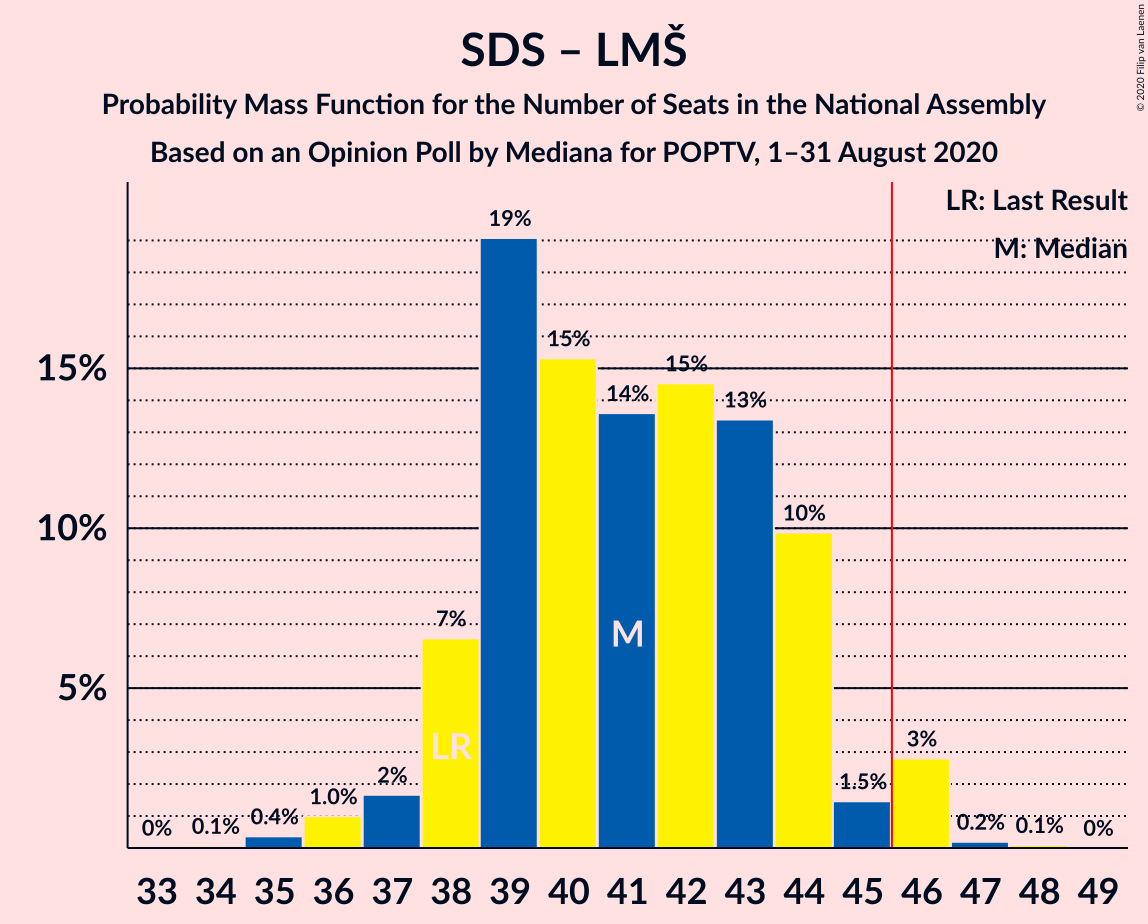 SDS – LMŠ
Probability Mass Function for the Number of Seats in the National Assembly
Based on an Opinion Poll by Mediana for POPTV, 1–31 August 2020
© 2020 Filip van Laenen
LR: Last Result
M: Median
19%
15%
15%
14%
13%
10%
7%
2%
1.0%
0.4%
0.1%
0%
1.5%
3%
0.2%
0.1%
0%
15%
10%
5%
LR
M
33 34 35 36 37 38 39 40 41 42 43 44 45 46 47 48 49